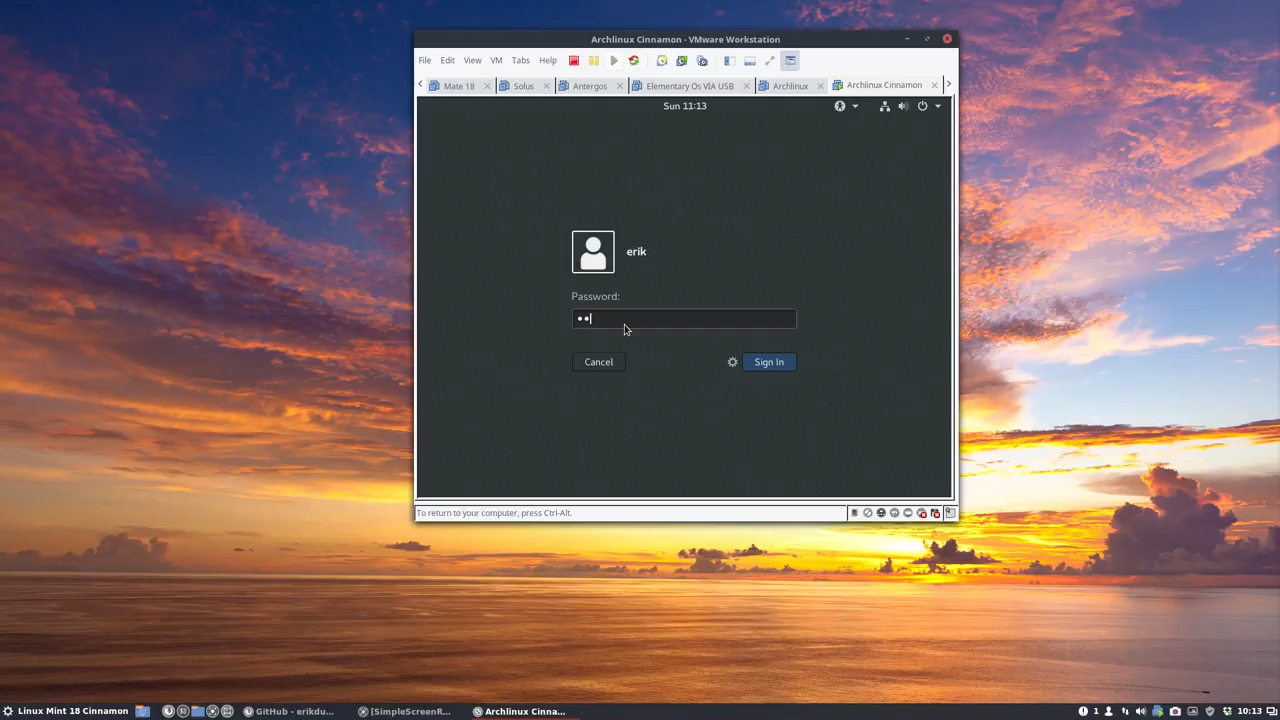 Archlinux Cinnamon - VMware Workstation
File Edit View VM Tabs Help
Mate 18 Solus Antergos Elementary Os VIA USB Archlinux Archlinux Cinnamon
Sun 11:13
erik
Password:
Cancel Sign In
To return to your computer, press Ctrl-Alt.
Linux Mint 18 Cinnamon GitHub - erikdu... [SimpleScreenR... Archlinux Cinna... 1 10:13